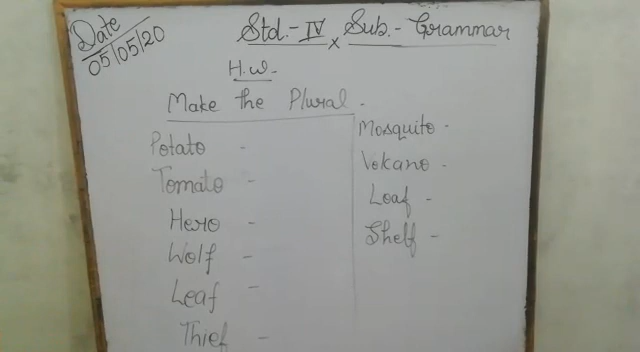 Date
05/05/20
Std.- IV x Sub.- Grammar
H.W.-
Make the Plural -
Potato -
Tomato -
Hero -
Wolf -
Leaf -
Thief -
Mosquito -
Volcano -
Loaf -
Shelf -